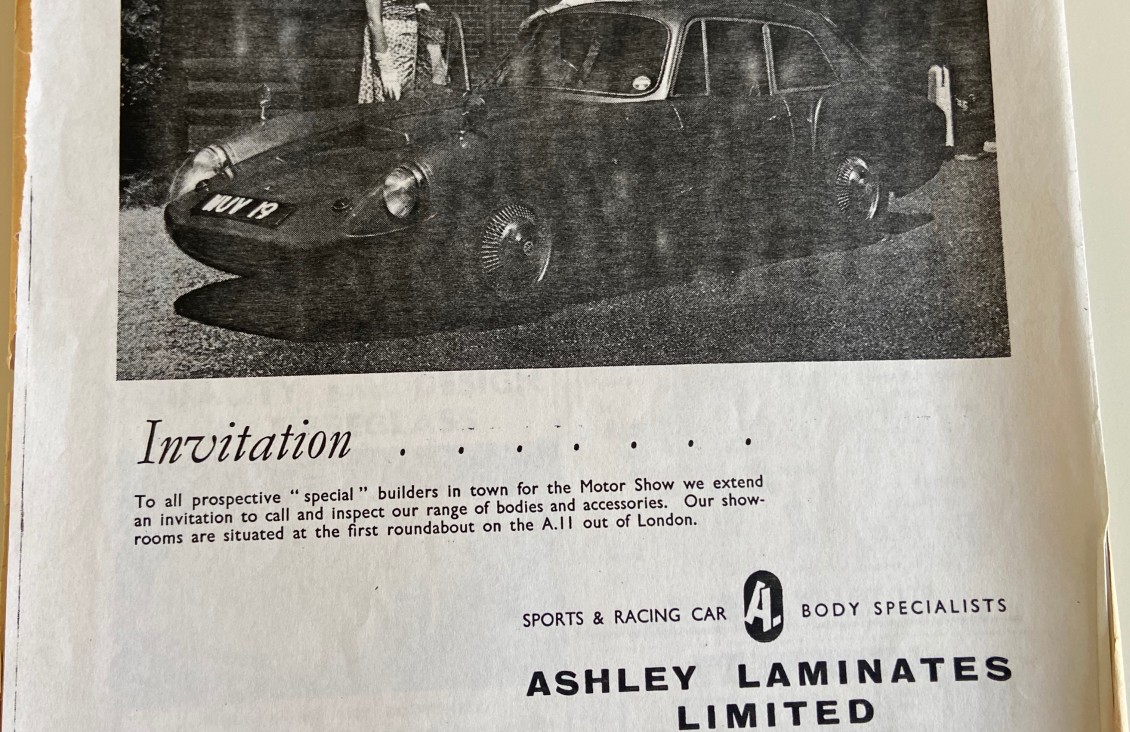 WUV 19
Invitation . . . . . . .
To all prospective “special” builders in town for the Motor Show we extend
an invitation to call and inspect our range of bodies and accessories. Our show-
rooms are situated at the first roundabout on the A.11 out of London.
SPORTS & RACING CAR AL BODY SPECIALISTS
ASHLEY LAMINATES
LIMITED